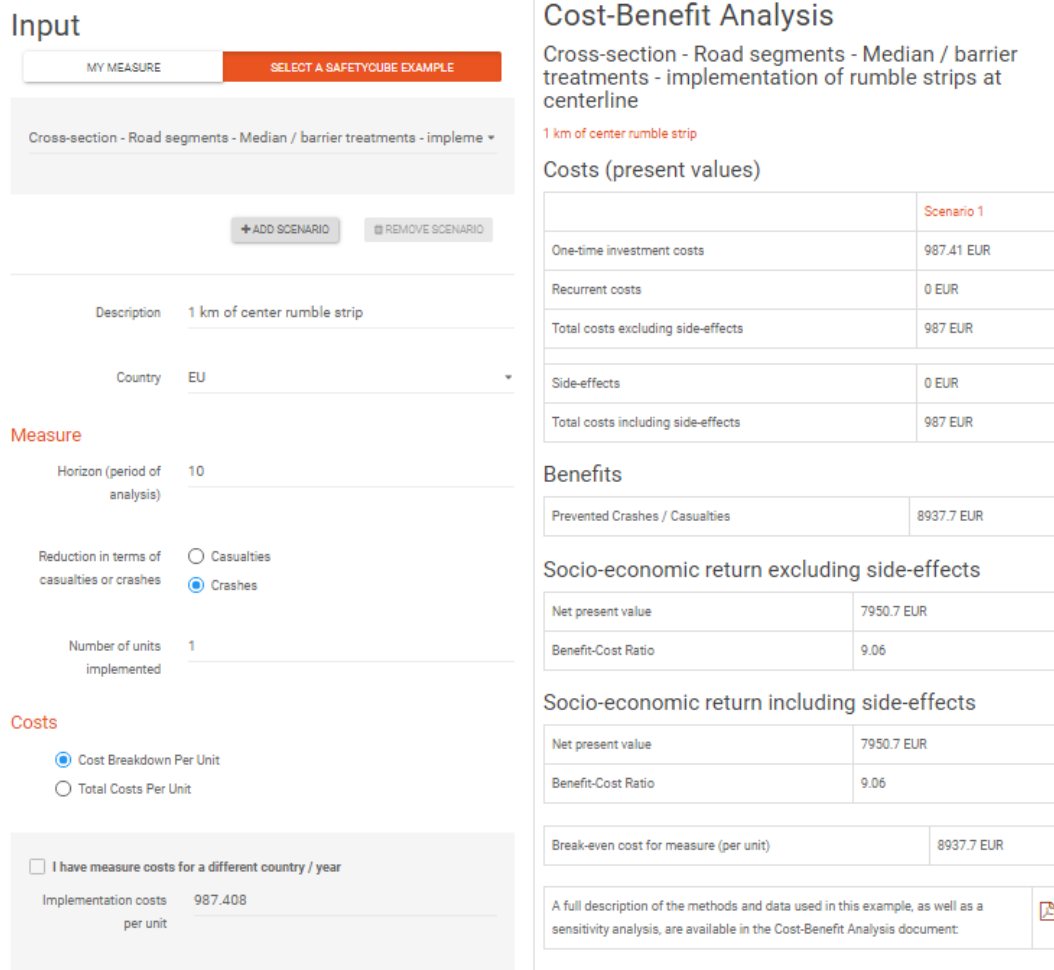 Input
MY MEASURE
SELECT A SAFETYCUBE EXAMPLE
Cross-section - Road segments - Median / barrier treatments - impleme
+ ADD SCENARIO
REMOVE SCENARIO
Description 1 km of center rumble strip
Country EU
Measure
Horizon (period of 10
analysis)
Reduction in terms of Casualties
casualties or crashes Crashes
Number of units 1
implemented
Costs
Cost Breakdown Per Unit
Total Costs Per Unit
I have measure costs for a different country / year
Implementation costs 987.408
per unit
Cost-Benefit Analysis
Cross-section - Road segments - Median / barrier
treatments - implementation of rumble strips at
centerline
1 km of center rumble strip
Costs (present values)
Scenario 1
One-time investment costs 987.41 EUR
Recurrent costs 0 EUR
Total costs excluding side-effects 987 EUR
Side-effects 0 EUR
Total costs including side-effects 987 EUR
Benefits
Prevented Crashes / Casualties 8937.7 EUR
Socio-economic return excluding side-effects
Net present value 7950.7 EUR
Benefit-Cost Ratio 9.06
Socio-economic return including side-effects
Net present value 7950.7 EUR
Benefit-Cost Ratio 9.06
Break-even cost for measure (per unit) 8937.7 EUR
A full description of the methods and data used in this example, as well as a
sensitivity analysis, are available in the Cost-Benefit Analysis document: